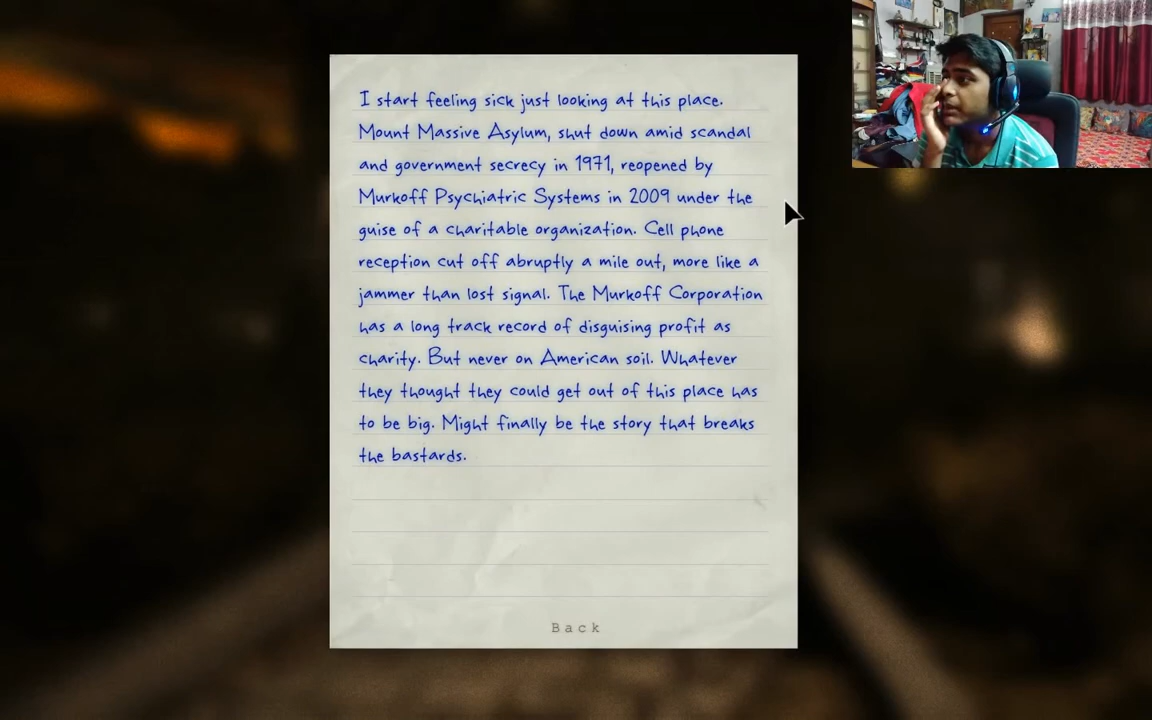 I start feeling sick just looking at this place.
Mount Massive Asylum, shut down amid scandal
and government secrecy in 1971, reopened by
Murkoff Psychiatric Systems in 2009 under the
guise of a charitable organization. Cell phone
reception cut off abruptly a mile out, more like a
jammer than lost signal. The Murkoff Corporation
has a long track record of disguising profit as
charity. But never on American soil. Whatever
they thought they could get out of this place has
to be big. Might finally be the story that breaks
the bastards.
Back